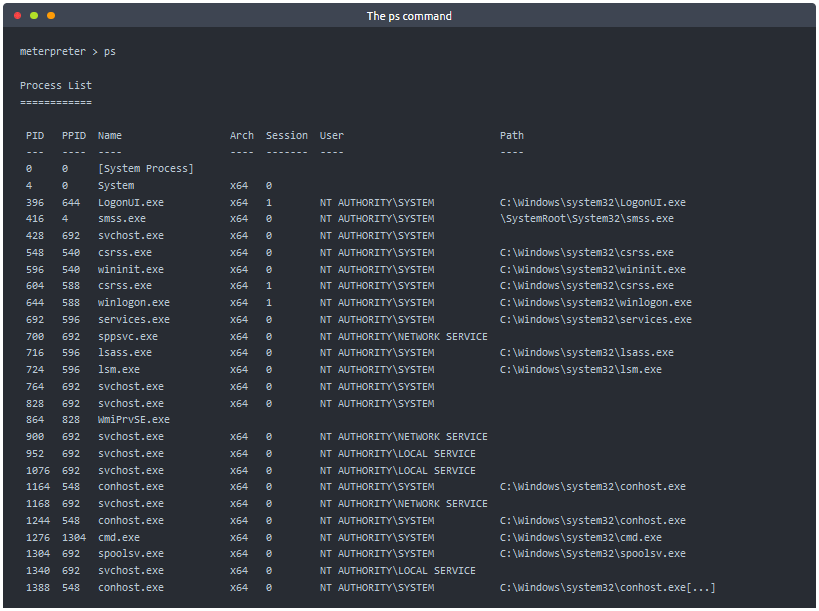 The ps command
meterpreter > ps
Process List
============
PID PPID Name Arch Session User Path
--- ---- ---- ---- ------- ---- ----
0 0 [System Process]
4 0 System x64 0
396 644 LogonUI.exe x64 1 NT AUTHORITY\SYSTEM C:\Windows\system32\LogonUI.exe
416 4 smss.exe x64 0 NT AUTHORITY\SYSTEM \SystemRoot\System32\smss.exe
428 692 svchost.exe x64 0 NT AUTHORITY\SYSTEM
548 540 csrss.exe x64 0 NT AUTHORITY\SYSTEM C:\Windows\system32\csrss.exe
596 540 wininit.exe x64 0 NT AUTHORITY\SYSTEM C:\Windows\system32\wininit.exe
604 588 csrss.exe x64 1 NT AUTHORITY\SYSTEM C:\Windows\system32\csrss.exe
644 588 winlogon.exe x64 1 NT AUTHORITY\SYSTEM C:\Windows\system32\winlogon.exe
692 596 services.exe x64 0 NT AUTHORITY\SYSTEM C:\Windows\system32\services.exe
700 692 sppsvc.exe x64 0 NT AUTHORITY\NETWORK SERVICE
716 596 lsass.exe x64 0 NT AUTHORITY\SYSTEM C:\Windows\system32\lsass.exe
724 596 lsm.exe x64 0 NT AUTHORITY\SYSTEM C:\Windows\system32\lsm.exe
764 692 svchost.exe x64 0 NT AUTHORITY\SYSTEM
828 692 svchost.exe x64 0 NT AUTHORITY\SYSTEM
864 828 WmiPrvSE.exe
900 692 svchost.exe x64 0 NT AUTHORITY\NETWORK SERVICE
952 692 svchost.exe x64 0 NT AUTHORITY\LOCAL SERVICE
1076 692 svchost.exe x64 0 NT AUTHORITY\LOCAL SERVICE
1164 548 conhost.exe x64 0 NT AUTHORITY\SYSTEM C:\Windows\system32\conhost.exe
1168 692 svchost.exe x64 0 NT AUTHORITY\NETWORK SERVICE
1244 548 conhost.exe x64 0 NT AUTHORITY\SYSTEM C:\Windows\system32\conhost.exe
1276 1304 cmd.exe x64 0 NT AUTHORITY\SYSTEM C:\Windows\system32\cmd.exe
1304 692 spoolsv.exe x64 0 NT AUTHORITY\SYSTEM C:\Windows\System32\spoolsv.exe
1340 692 svchost.exe x64 0 NT AUTHORITY\LOCAL SERVICE
1388 548 conhost.exe x64 0 NT AUTHORITY\SYSTEM C:\Windows\system32\conhost.exe[...]